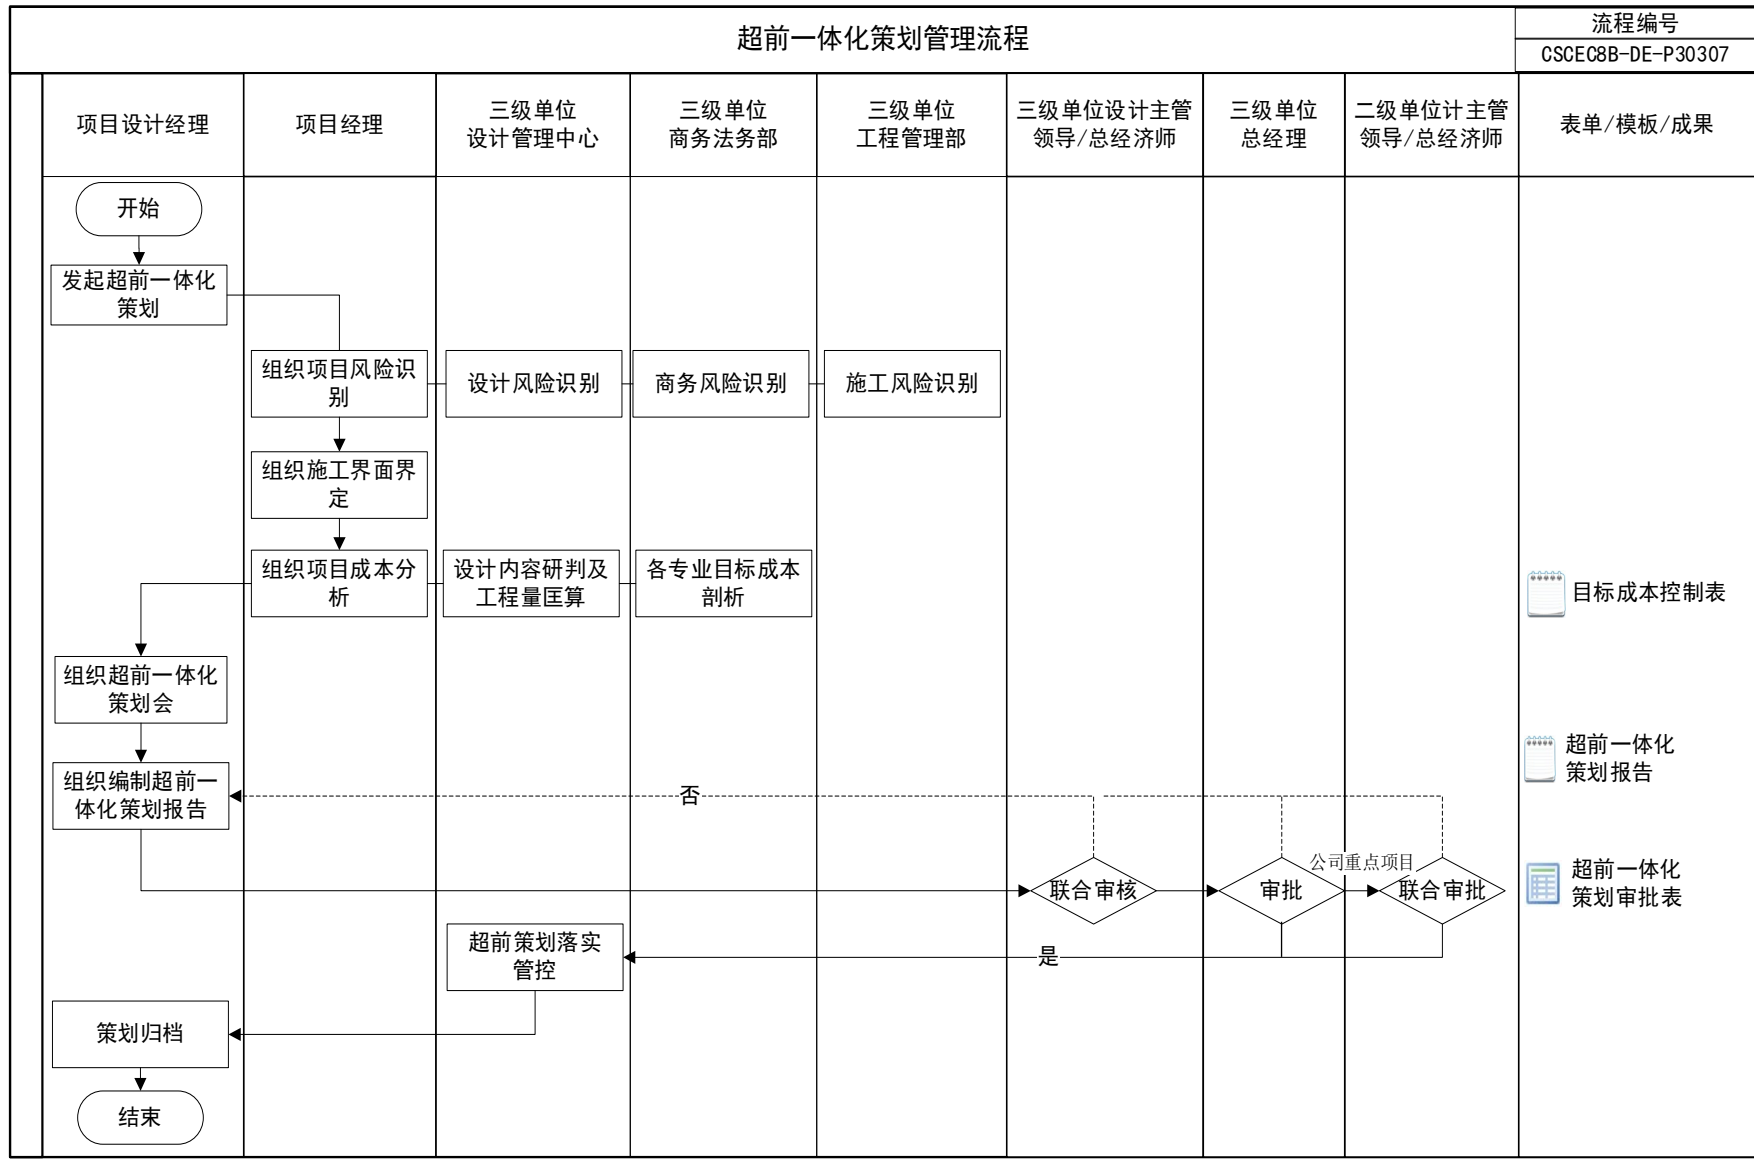 超前一体化策划管理流程
流程编号
CSCEC8B-DE-P30307
项目设计经理
项目经理
三级单位
设计管理中心
三级单位
商务法务部
三级单位
工程管理部
三级单位设计主管
领导/总经济师
三级单位
总经理
二级单位计主管
领导/总经济师
表单/模板/成果
开始
发起超前一体化
策划
组织项目风险识
别
设计风险识别
商务风险识别
施工风险识别
组织施工界面界
定
组织项目成本分
析
设计内容研判及
工程量匡算
各专业目标成本
剖析
目标成本控制表
组织超前一体化
策划会
超前一体化
策划报告
组织编制超前一
体化策划报告
否
公司重点项目
联合审核
审批
联合审批
超前一体化
策划审批表
超前策划落实
管控
是
策划归档
结束